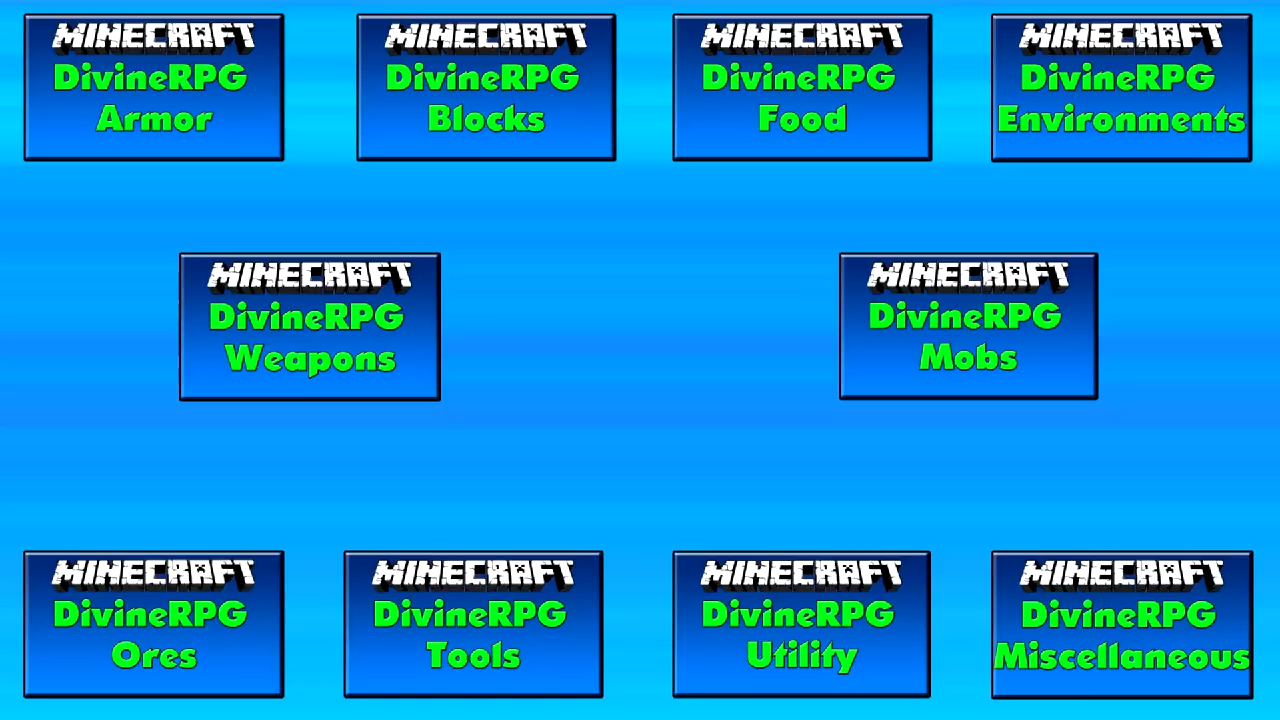 MINECRAFT
DivineRPG
Armor
MINECRAFT
DivineRPG
Blocks
MINECRAFT
DivineRPG
Food
MINECRAFT
DivineRPG
Environments
MINECRAFT
DivineRPG
Weapons
MINECRAFT
DivineRPG
Mobs
MINECRAFT
DivineRPG
Ores
MINECRAFT
DivineRPG
Tools
MINECRAFT
DivineRPG
Utility
MINECRAFT
DivineRPG
Miscellaneous